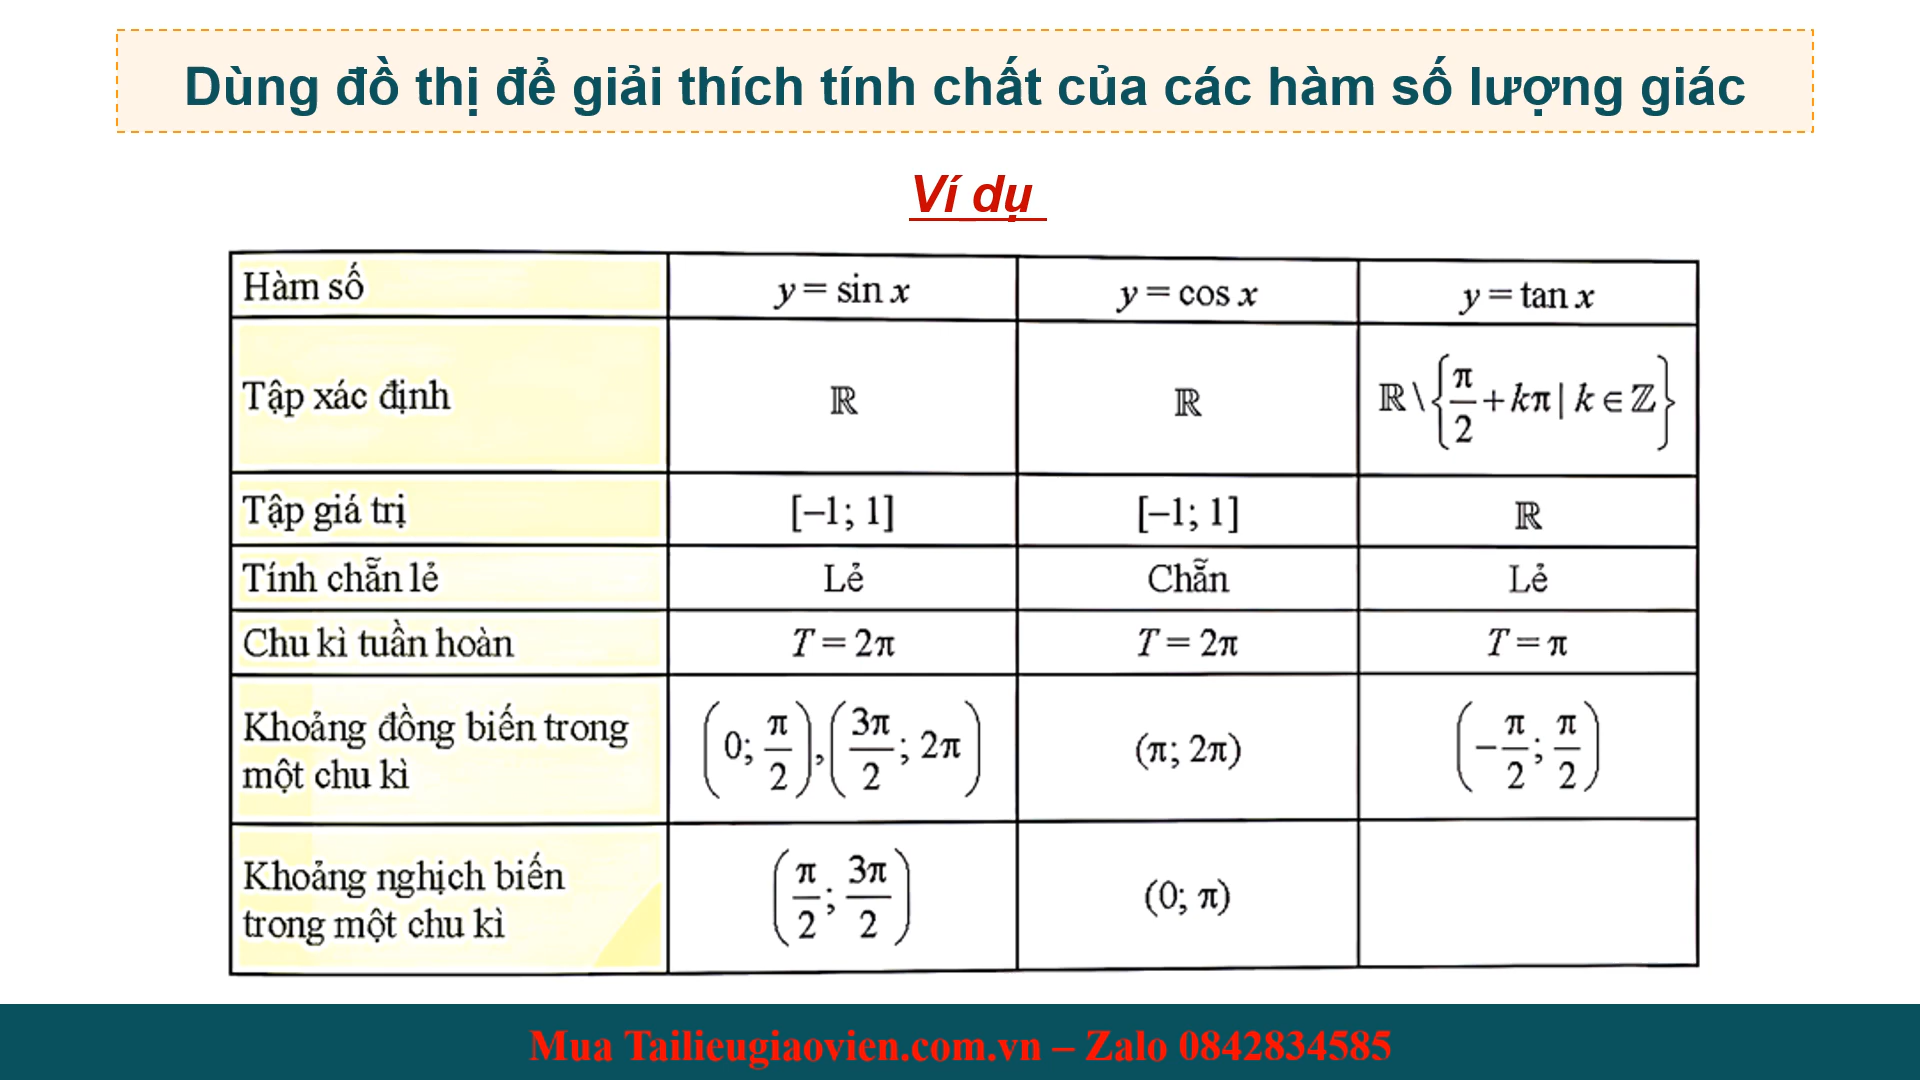 Dùng đồ thị để giải thích tính chất của các hàm số lượng giác
Ví dụ
Hàm số y = sin x y = cos x y = tan x
Tập xác định ℝ ℝ ℝ \ {π/2 + kπ | k ∈ ℤ}
Tập giá trị [–1; 1] [–1; 1] ℝ
Tính chẵn lẻ Lẻ Chẵn Lẻ
Chu kì tuần hoàn T = 2π T = 2π T = π
Khoảng đồng biến trong
một chu kì (0; π/2), (3π/2; 2π) (π; 2π) (−π/2; π/2)
Khoảng nghịch biến
trong một chu kì (π/2; 3π/2) (0; π)
Mua Tailieugiaovien.com.vn – Zalo 0842834585